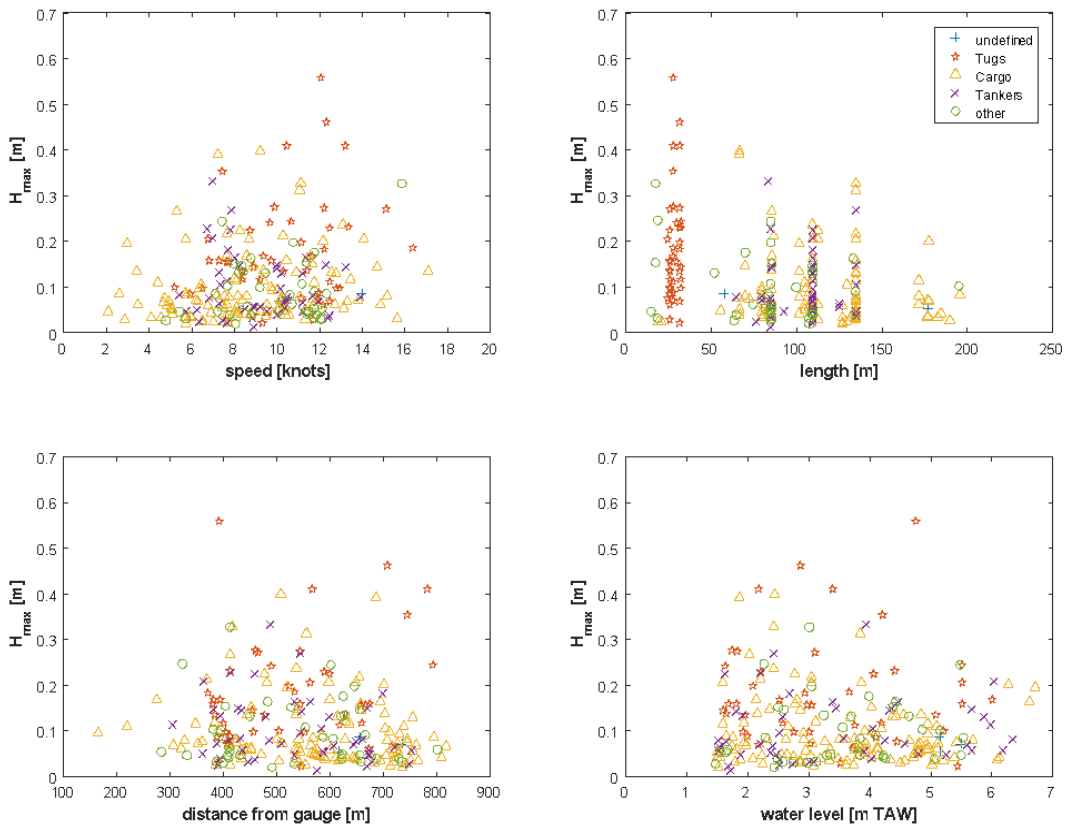 0.7
0.6
0.5
0.4
0.3
0.2
0.1
0
H_max [m]
0 2 4 6 8 10 12 14 16 18 20
speed [knots]
0.7
0.6
0.5
0.4
0.3
0.2
0.1
0
H_max [m]
0 50 100 150 200 250
length [m]
undefined
Tugs
Cargo
Tankers
other
0.7
0.6
0.5
0.4
0.3
0.2
0.1
0
H_max [m]
100 200 300 400 500 600 700 800 900
distance from gauge [m]
0.7
0.6
0.5
0.4
0.3
0.2
0.1
0
H_max [m]
0 1 2 3 4 5 6 7
water level [m TAW]